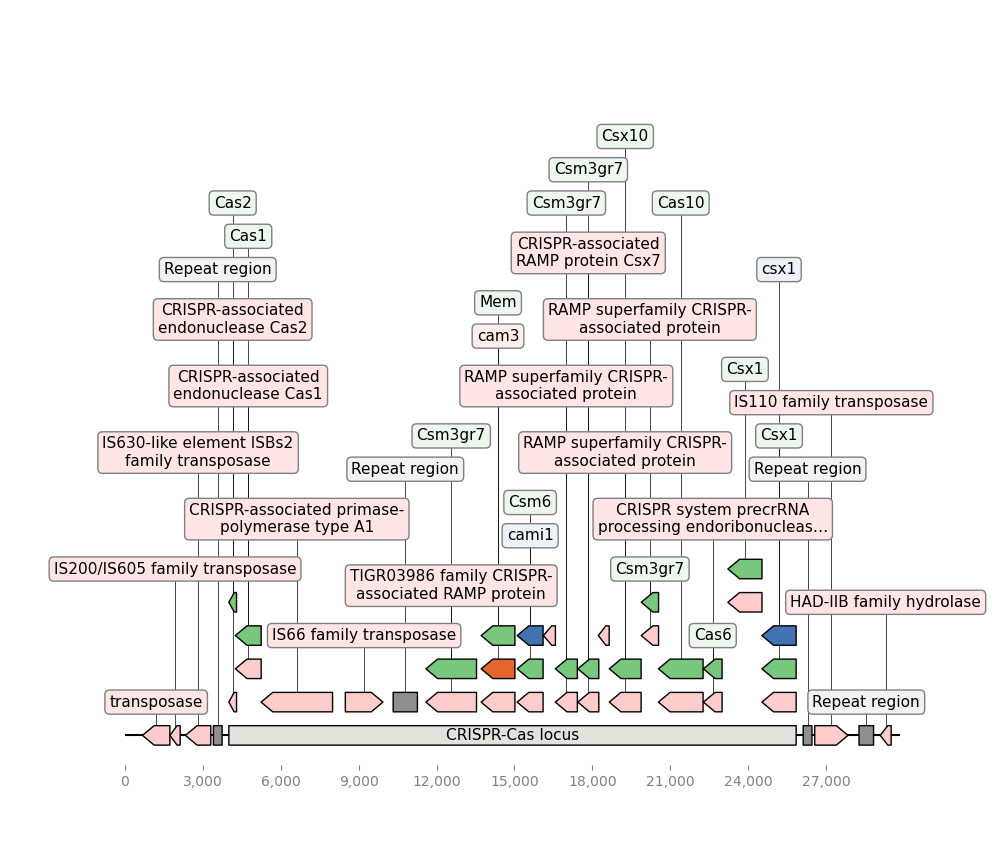 Csx10
Csm3gr7
Cas2
Csm3gr7
Cas10
Cas1
CRISPR-associated
RAMP protein Csx7
Repeat region
csx1
Mem
CRISPR-associated
endonuclease Cas2
RAMP superfamily CRISPR-
associated protein
cam3
Csx1
CRISPR-associated
endonuclease Cas1
RAMP superfamily CRISPR-
associated protein
IS110 family transposase
Csm3gr7
Csx1
IS630-like element ISBs2
family transposase
RAMP superfamily CRISPR-
associated protein
Repeat region
Repeat region
Csm6
CRISPR-associated primase-
polymerase type A1
CRISPR system precrRNA
processing endoribonucleas...
cami1
IS200/IS605 family transposase
TIGR03986 family CRISPR-
associated RAMP protein
Csm3gr7
HAD-IIB family hydrolase
IS66 family transposase
Cas6
transposase
Repeat region
CRISPR-Cas locus
0 3,000 6,000 9,000 12,000 15,000 18,000 21,000 24,000 27,000